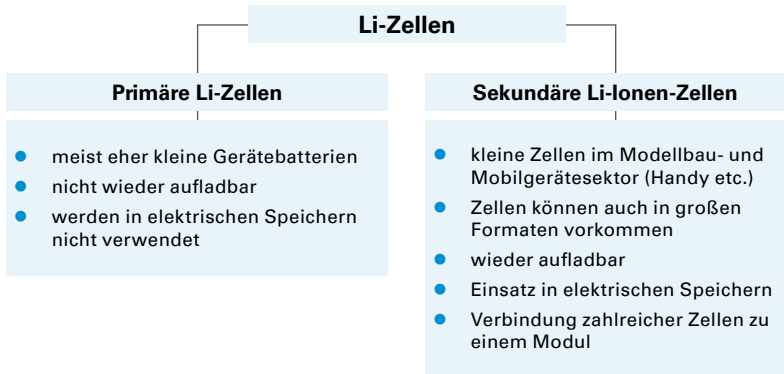 Li-Zellen
Primäre Li-Zellen
meist eher kleine Gerätebatterien
nicht wieder aufladbar
werden in elektrischen Speichern
nicht verwendet
Sekundäre Li-Ionen-Zellen
kleine Zellen im Modellbau- und
Mobilgerätesektor (Handy etc.)
Zellen können auch in großen
Formaten vorkommen
wieder aufladbar
Einsatz in elektrischen Speichern
Verbindung zahlreicher Zellen zu
einem Modul